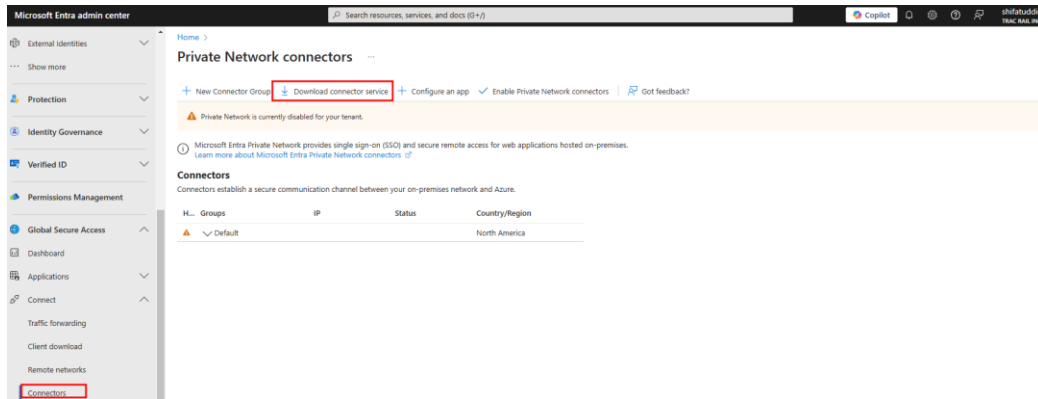 Microsoft Entra admin center
Search resources, services, and docs (G+/)
Copilot
shifatuddi
TRAC RAIL IN
External Identities
Show more
Protection
Identity Governance
Verified ID
Permissions Management
Global Secure Access
Dashboard
Applications
Connect
Traffic forwarding
Client download
Remote networks
Connectors
Home >
Private Network connectors ...
New Connector Group
Download connector service
Configure an app
Enable Private Network connectors
Got feedback?
Private Network is currently disabled for your tenant.
Microsoft Entra Private Network provides single sign-on (SSO) and secure remote access for web applications hosted on-premises.
Learn more about Microsoft Entra Private Network connectors
Connectors
Connectors establish a secure communication channel between your on-premises network and Azure.
H... Groups IP Status Country/Region
Default North America